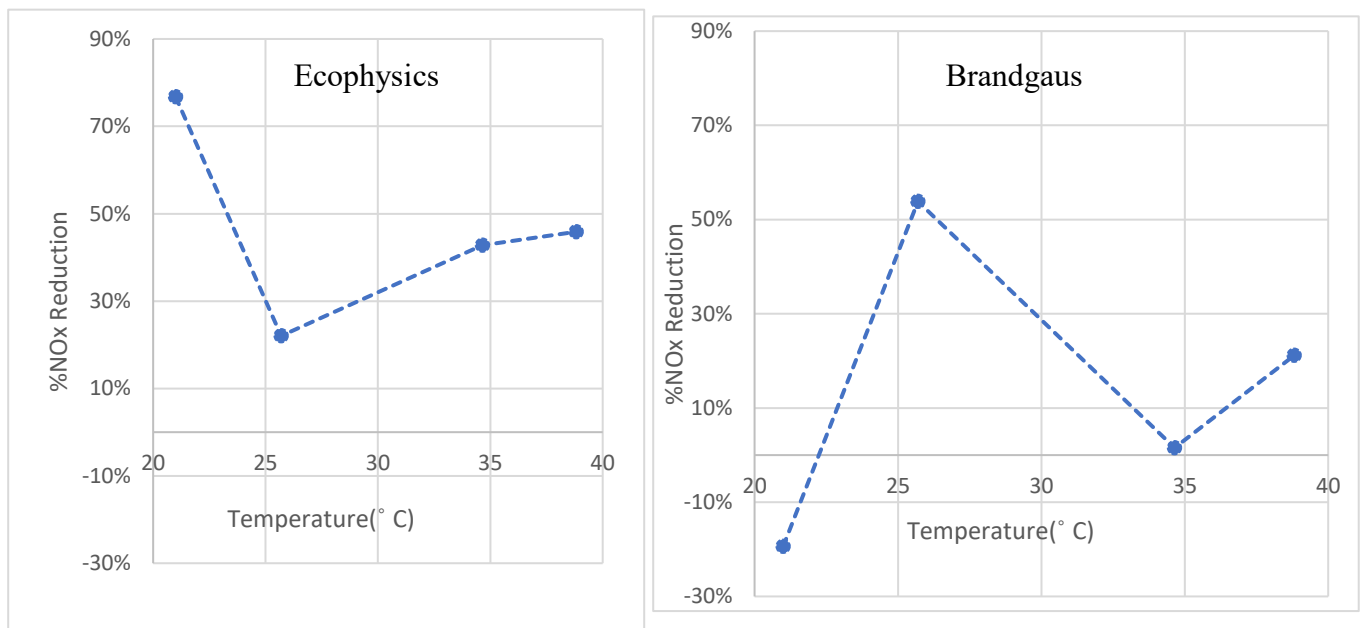 Ecophysics
90%
70%
50%
30%
10%
-10%
-30%
20 25 30 35 40
%NOx Reduction
Temperature(˚ C)
Brandgaus
90%
70%
50%
30%
10%
-10%
-30%
20 25 30 35 40
%NOx Reduction
Temperature(˚ C)